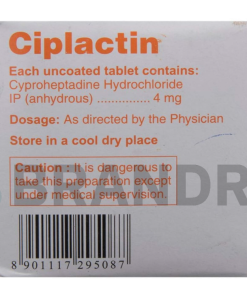 Ciplactin
Each uncoated tablet contains:
Cyproheptadine Hydrochloride
IP (anhydrous) ............... 4 mg
Dosage: As directed by the Physician
Store in a cool dry place
Caution : It is dangerous to
take this preparation except
under medical supervision.
8 901117 295087